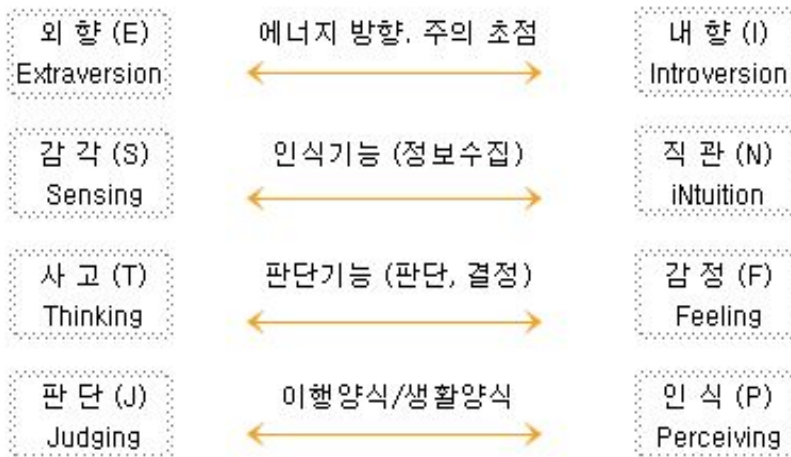 외 향 (E) 에너지 방향. 주의 초점 내 향 (I)
Extraversion Introversion
감 각 (S) 인식기능 (정보수집) 직 관 (N)
Sensing iNtuition
사 고 (T) 판단기능 (판단, 결정) 감 정 (F)
Thinking Feeling
판 단 (J) 이행양식/생활양식 인 식 (P)
Judging Perceiving